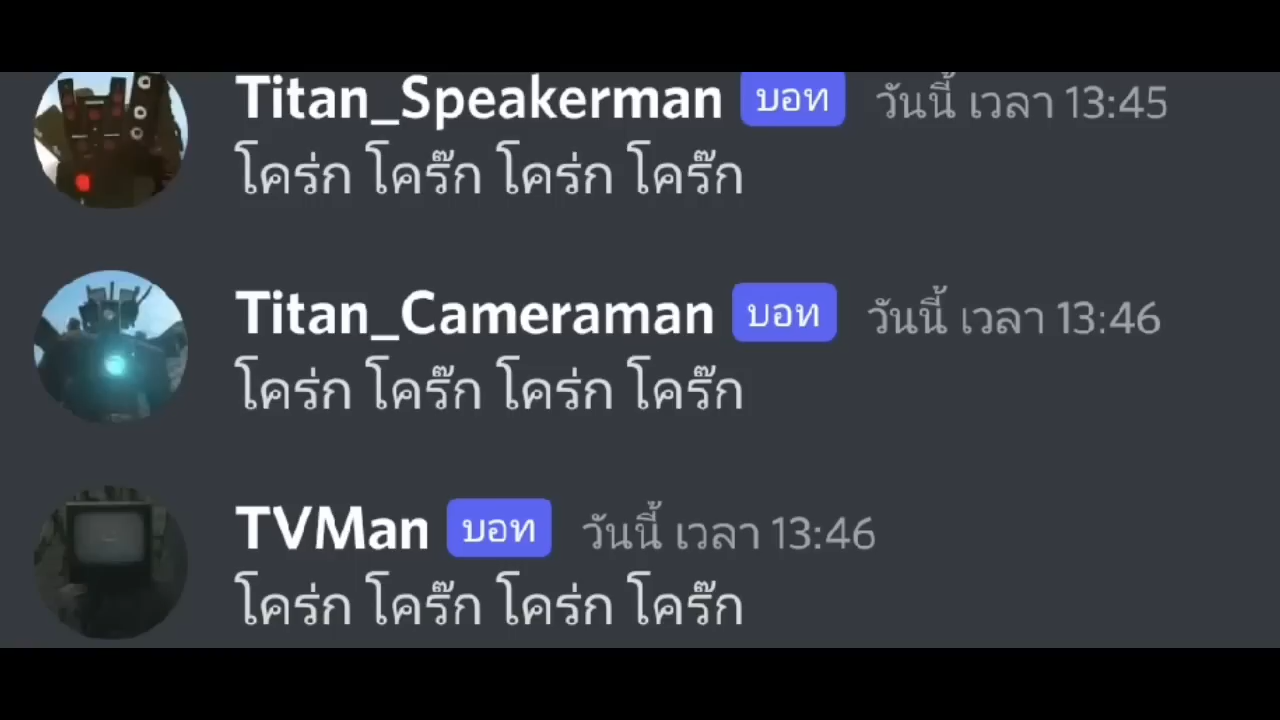 Titan_Speakerman บอท วันนี้ เวลา 13:45
โคร่ก โคร๊ก โคร่ก โคร๊ก
Titan_Cameraman บอท วันนี้ เวลา 13:46
โคร่ก โคร๊ก โคร่ก โคร๊ก
TVMan บอท วันนี้ เวลา 13:46
โคร่ก โคร๊ก โคร่ก โคร๊ก